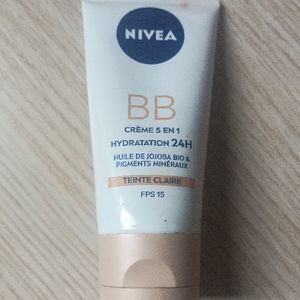 NIVEA
BB
CRÈME 5 EN 1
HYDRATATION 24H
HUILE DE JOJOBA BIO &
PIGMENTS MINÉRAUX
TEINTE CLAIRE
FPS 15